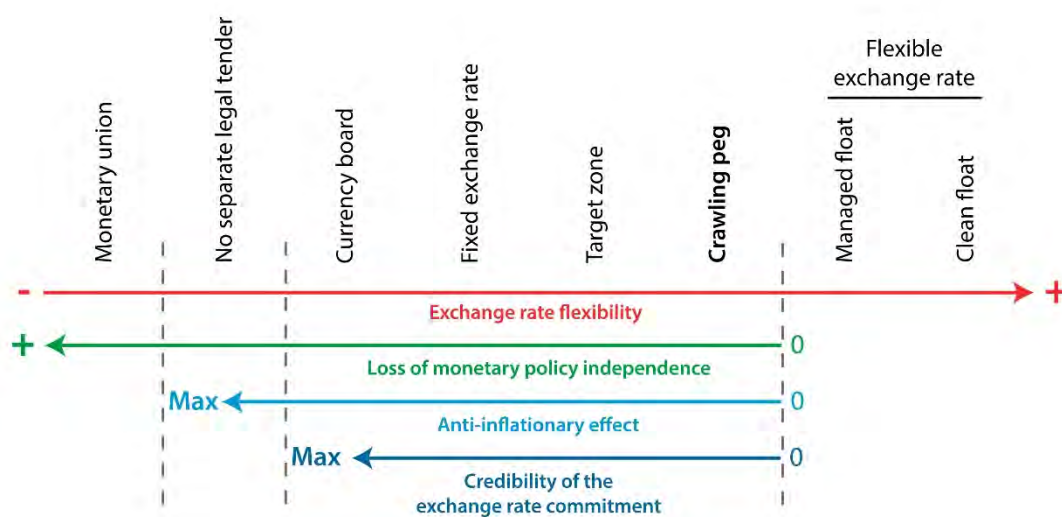 Flexible
exchange rate
Monetary union
No separate legal tender
Currency board
Fixed exchange rate
Target zone
Crawling peg
Managed float
Clean float
- +
Exchange rate flexibility
+ 0
Loss of monetary policy independence
Max 0
Anti-inflationary effect
Max 0
Credibility of the
exchange rate commitment